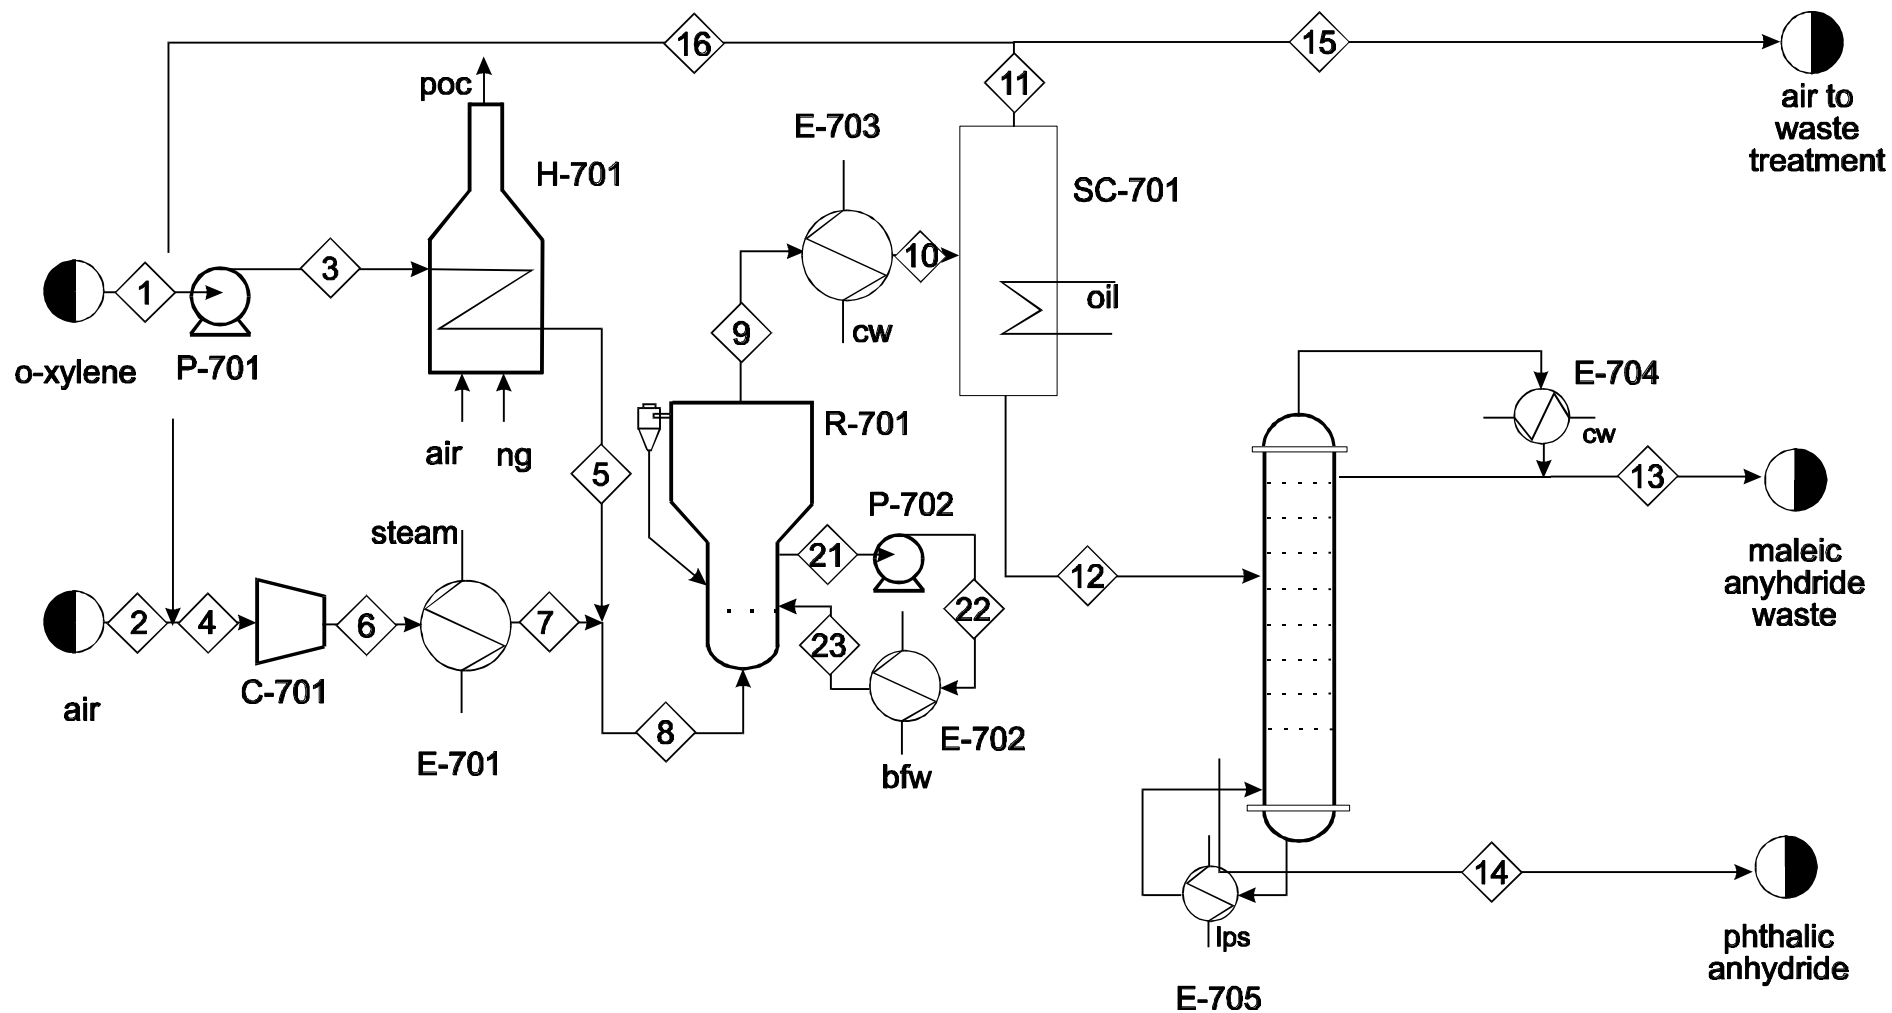 16
15
11
poc
air to
waste
treatment
E-703
H-701
SC-701
10
3
1
oil
9
cw
P-701
o-xylene
E-704
R-701
cw
air
ng
5
13
P-702
steam
21
maleic
anyhdride
waste
12
22
2
4
6
7
23
C-701
air
8
E-702
E-701
bfw
14
lps
phthalic
anhydride
E-705